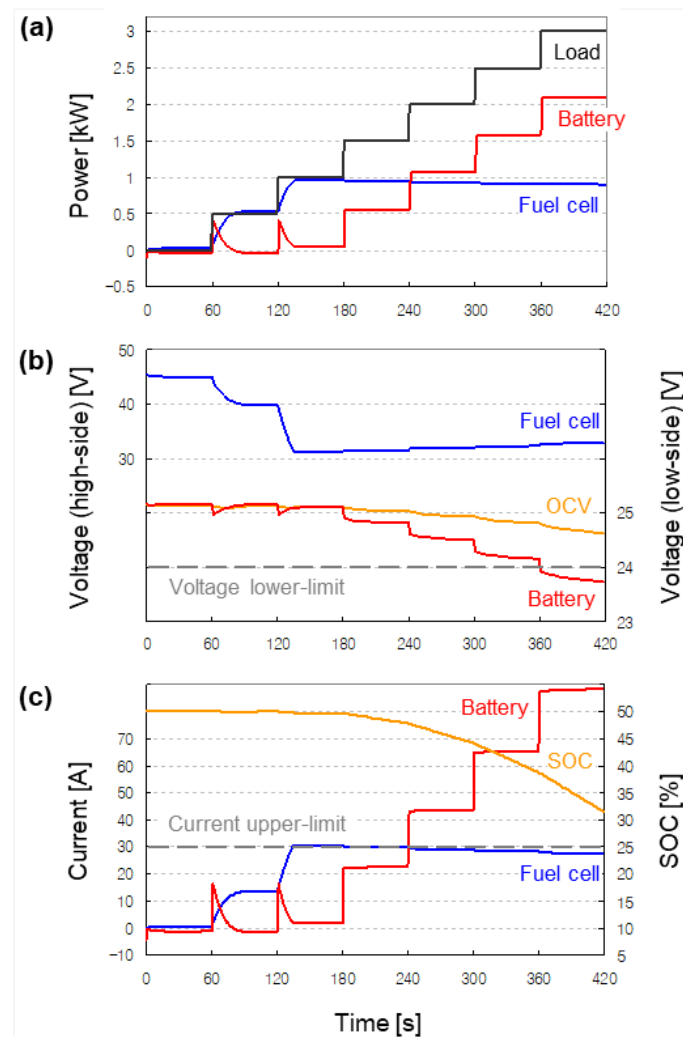 (a)
Power [kW]
3
2.5
2
1.5
1
0.5
0
−0.5
Load
Battery
Fuel cell
0 60 120 180 240 300 360 420
(b)
Voltage (high-side) [V]
50
40
30
Fuel cell
OCV
Voltage lower-limit
Battery
25
24
23
Voltage (low-side) [V]
0 60 120 180 240 300 360 420
(c)
Current [A]
70
60
50
40
30
20
10
0
−10
Battery
SOC
Current upper-limit
Fuel cell
50
45
40
35
30
25
20
15
10
5
SOC [%]
0 60 120 180 240 300 360 420
Time [s]